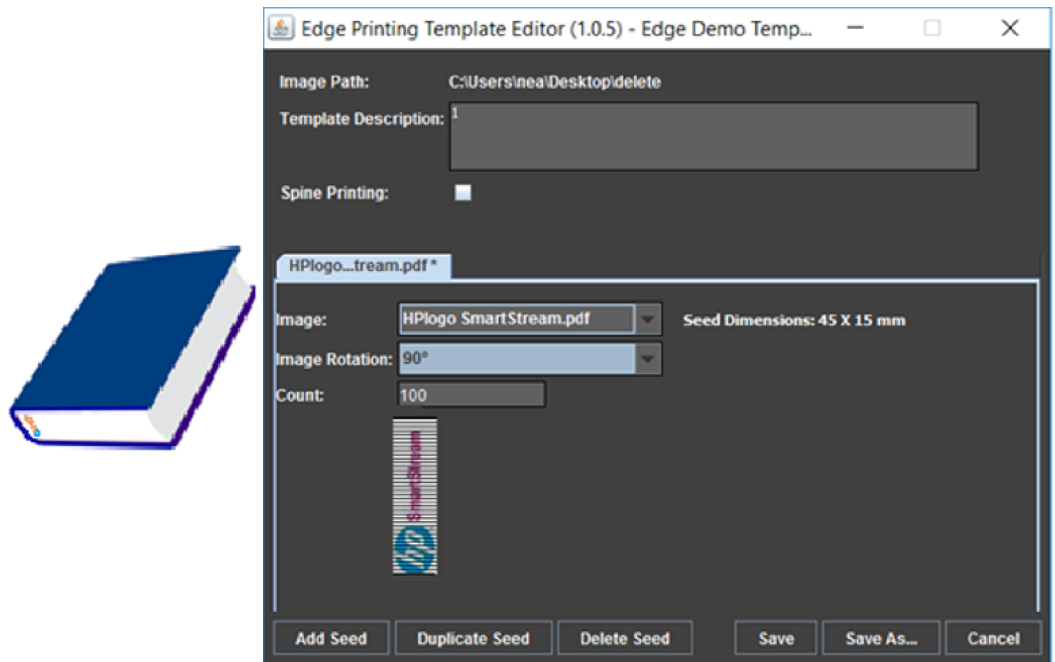 Edge Printing Template Editor (1.0.5) - Edge Demo Temp...
Image Path: C:\Users\nea\Desktop\delete
Template Description: 1
Spine Printing:
HPlogo...tream.pdf *
Image: HPlogo SmartStream.pdf Seed Dimensions: 45 X 15 mm
Image Rotation: 90°
Count: 100
hp SmartStream
Add Seed Duplicate Seed Delete Seed Save Save As... Cancel